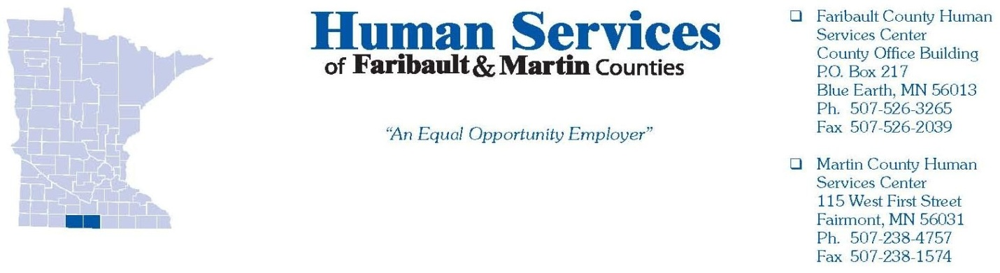 Human Services
of Faribault & Martin Counties
“An Equal Opportunity Employer”
❑ Faribault County Human
Services Center
County Office Building
P.O. Box 217
Blue Earth, MN 56013
Ph. 507-526-3265
Fax 507-526-2039
❑ Martin County Human
Services Center
115 West First Street
Fairmont, MN 56031
Ph. 507-238-4757
Fax 507-238-1574